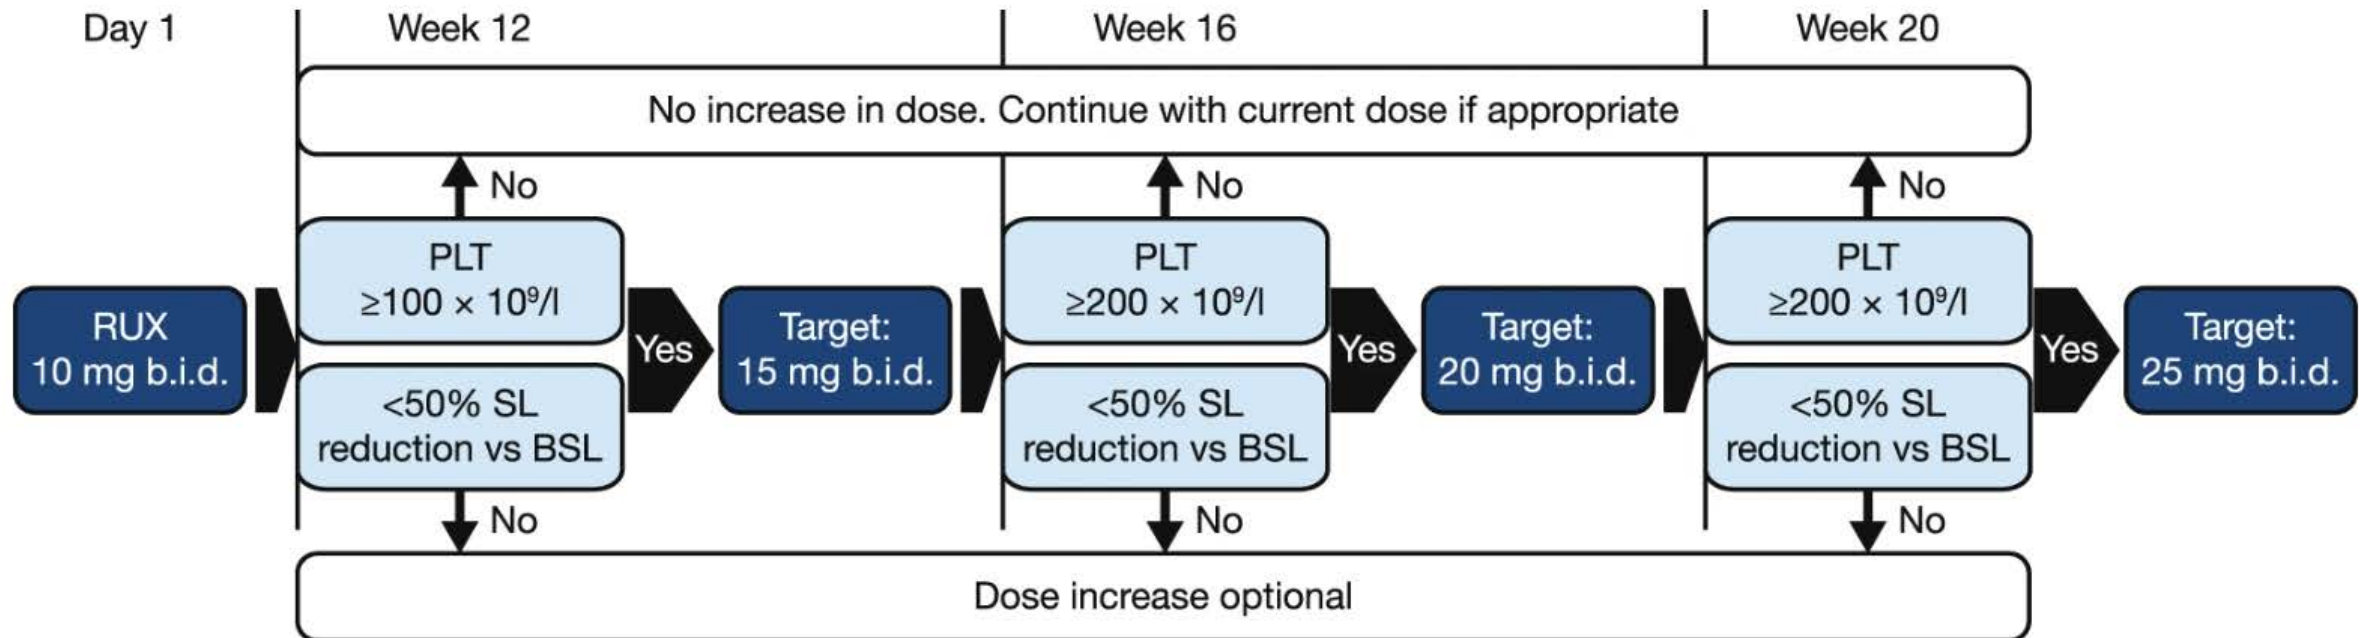 Day 1
Week 12
Week 16
Week 20
No increase in dose. Continue with current dose if appropriate
No
No
No
PLT
≥100 × 10⁹/l
PLT
≥200 × 10⁹/l
PLT
≥200 × 10⁹/l
RUX
10 mg b.i.d.
Yes
Target:
15 mg b.i.d.
Yes
Target:
20 mg b.i.d.
Yes
Target:
25 mg b.i.d.
<50% SL
reduction vs BSL
<50% SL
reduction vs BSL
<50% SL
reduction vs BSL
No
No
No
Dose increase optional